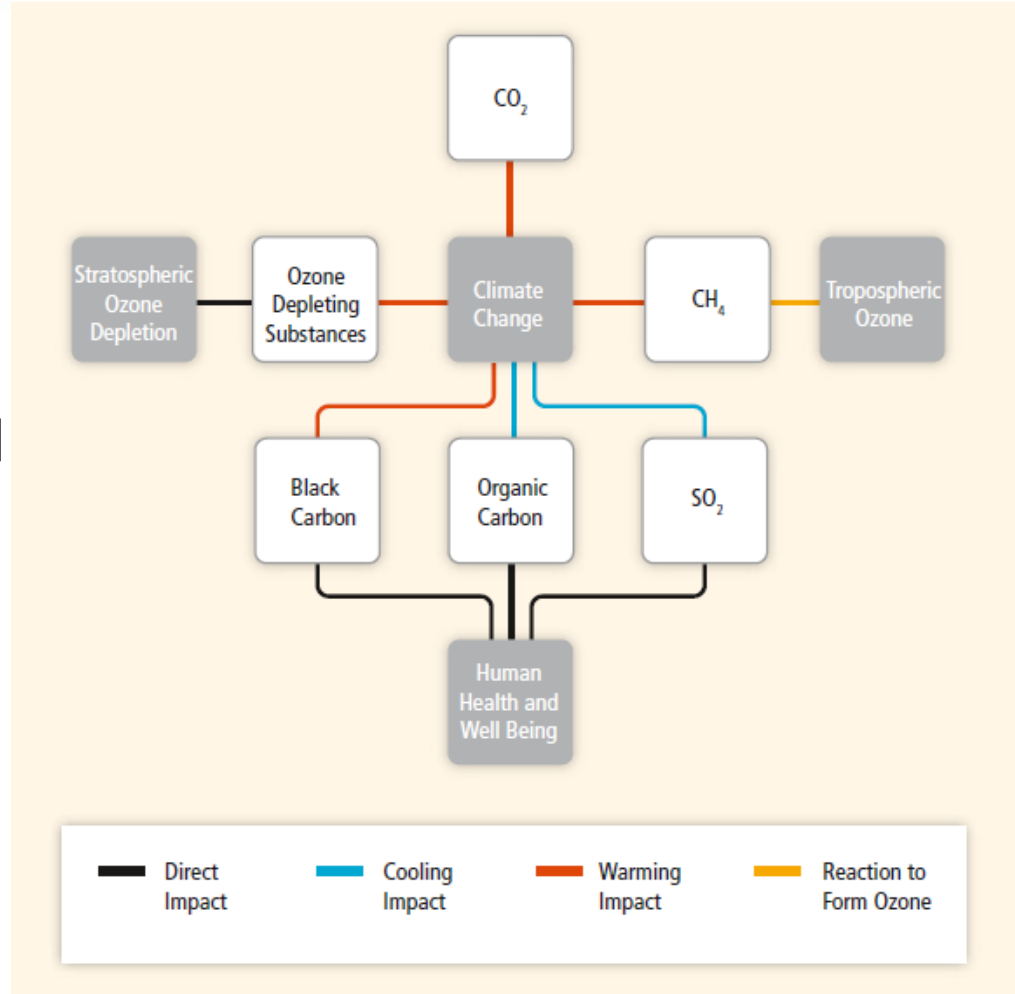 CO₂
Stratospheric
Ozone
Depletion
Ozone
Depleting
Substances
Climate
Change
CH₄
Tropospheric
Ozone
Black
Carbon
Organic
Carbon
SO₂
Human
Health and
Well Being
Direct
Impact
Cooling
Impact
Warming
Impact
Reaction to
Form Ozone